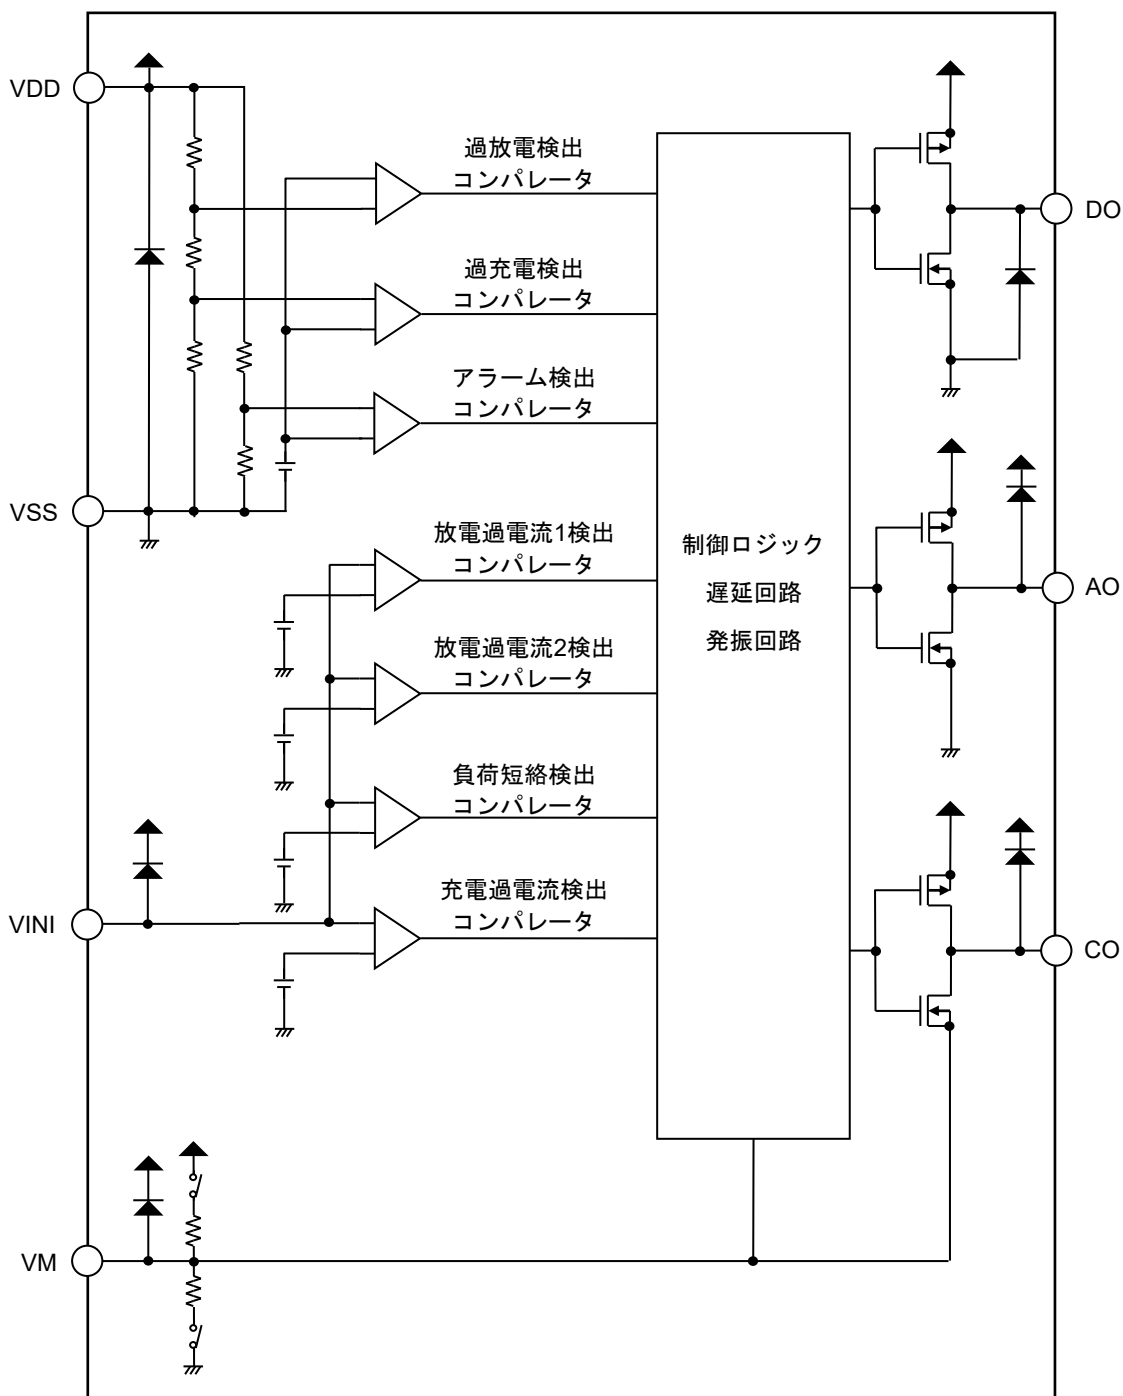 VDD
過放電検出
コンパレータ
DO
過充電検出
コンパレータ
アラーム検出
コンパレータ
VSS
放電過電流1検出
コンパレータ
制御ロジック
遅延回路
発振回路
AO
放電過電流2検出
コンパレータ
負荷短絡検出
コンパレータ
VINI
充電過電流検出
コンパレータ
CO
VM